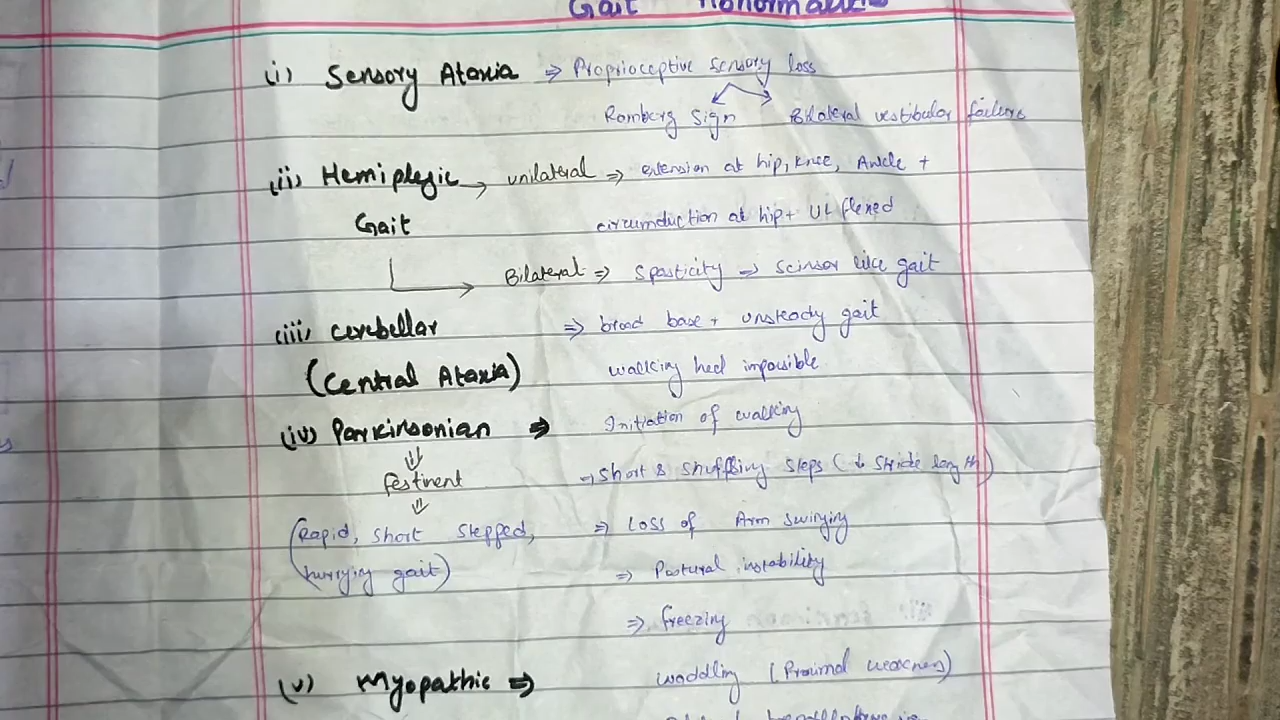 Gait Abnormalities
(i) Sensory Ataxia ⇒ Proprioceptive sensory loss
Romberg Sign Bilateral vestibular failure
(ii) Hemiplegic → unilateral ⇒ extension at hip, knee, Ankle +
Gait circumduction at hip + UL flexed
Bilateral ⇒ Spasticity ⇒ scissor like gait
(iii) cerebellar ⇒ broad base + unsteady gait
(Central Ataxia) walking heel impossible
(iv) Parkinsonian ⇒ Initiation of walking
⇓
festinent → Short & shuffling steps (↓ Stride length)
⇓
(Rapid, short stepped, ⇒ Loss of Arm swinging
hurrying gait) ⇒ Postural instability
⇒ freezing
(v) Myopathic ⇒ waddling (Proximal weakness)